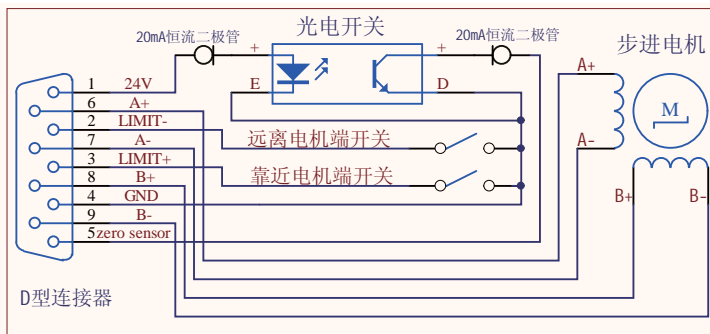 光电开关
20mA恒流二极管
20mA恒流二极管
步进电机
+
+
E
D
A+
A-
M
B+
B-
1 24V
6 A+
2 LIMIT-
7 A-
3 LIMIT+
8 B+
4 GND
9 B-
5 zero sensor
远离电机端开关
靠近电机端开关
D型连接器